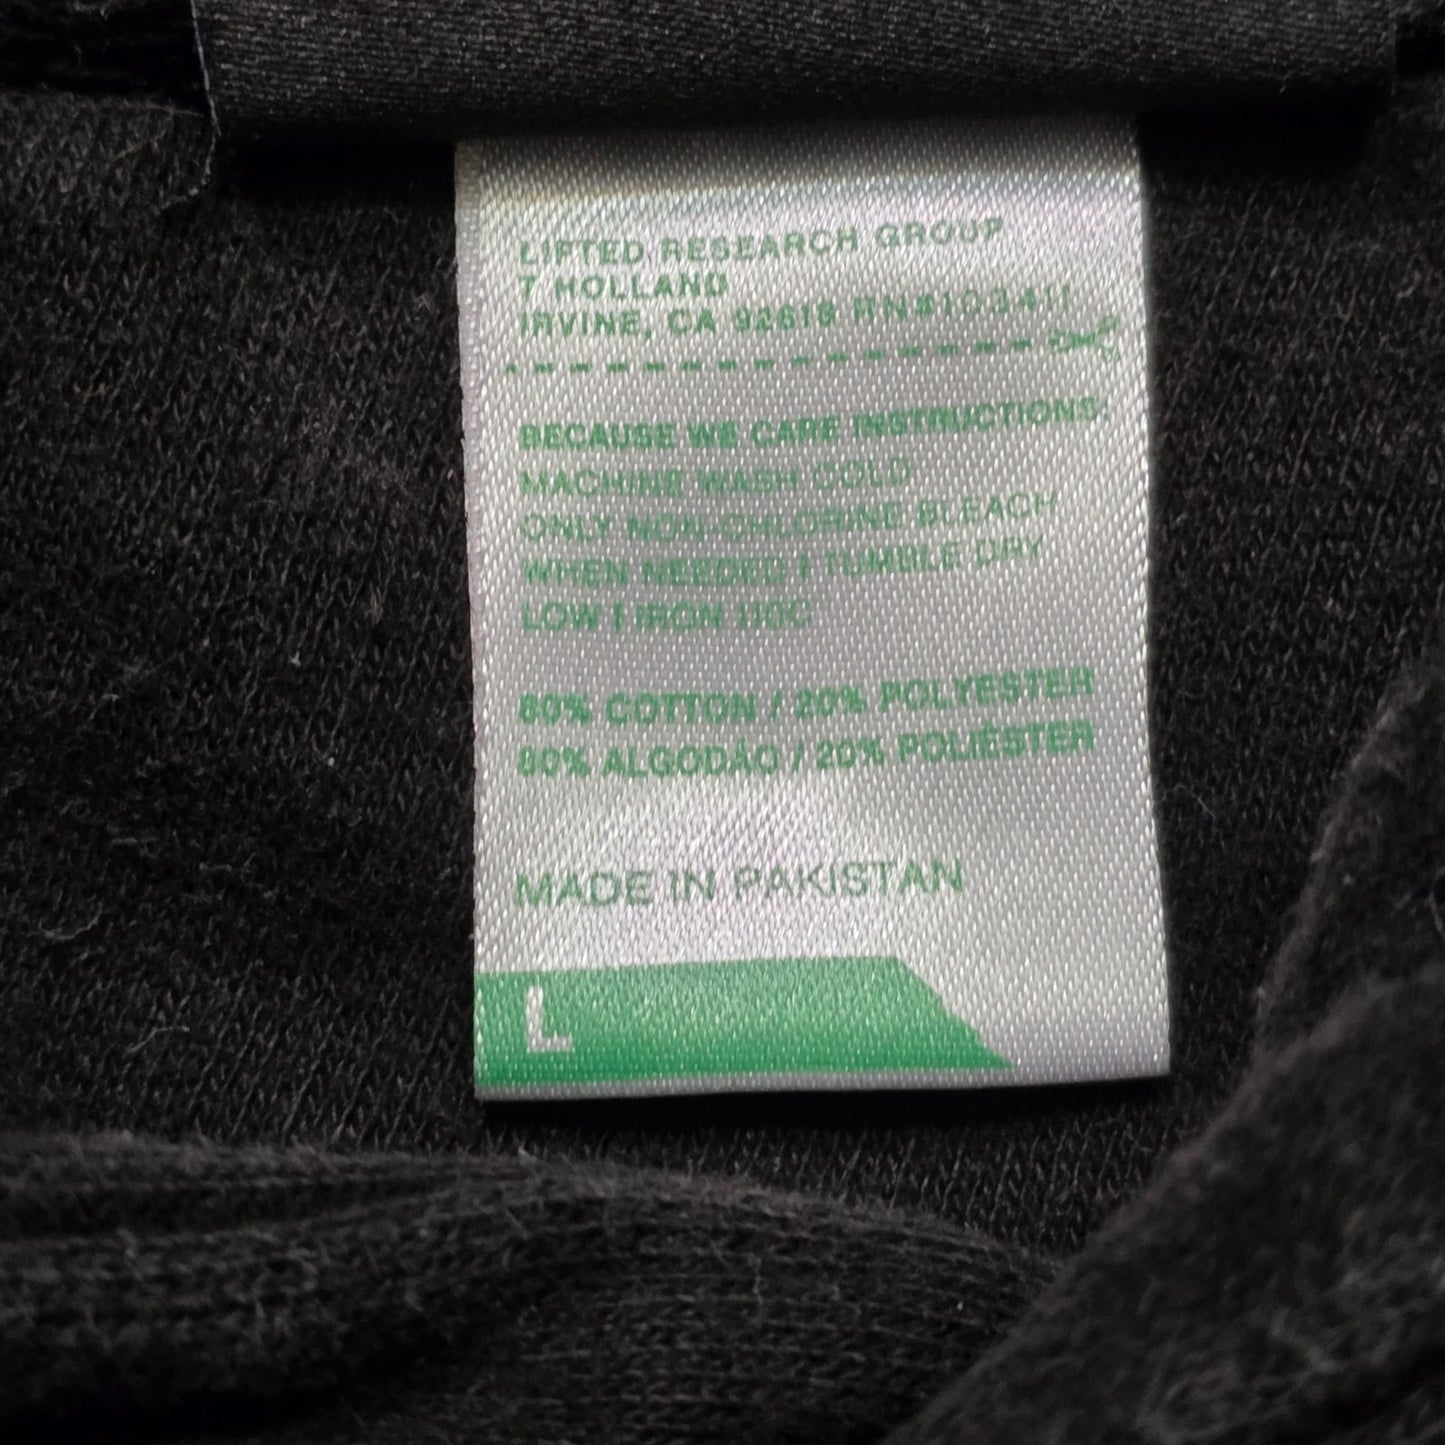 LIFTED RESEARCH GROUP
7 HOLLAND
IRVINE, CA 92618 RN#103411
BECAUSE WE CARE INSTRUCTIONS:
MACHINE WASH COLD
ONLY NON-CHLORINE BLEACH
WHEN NEEDED / TUMBLE DRY
LOW / IRON 110C
80% COTTON / 20% POLYESTER
80% ALGODÃO / 20% POLIÉSTER
MADE IN PAKISTAN
L